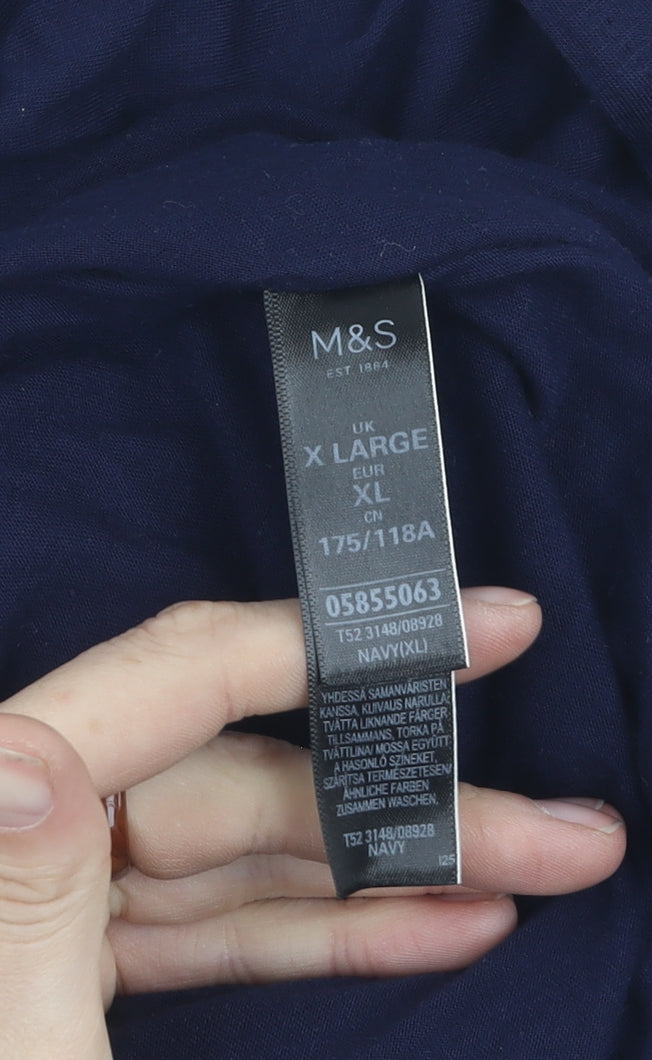 M&S
EST 1884
UK
X LARGE
EUR
XL
CN
175/118A
05855063
T52 3148/08928
NAVY(XL)
YHDESSÄ SAMANVÄRISTEN
KANSSA, KUIVAUS NARULLA/
TVÄTTA LIKNANDE FÄRGER
TILLSAMMANS, TORKA PÅ
TVÄTTLINA/ MOSSA EGYÜTT
A HASONLÓ SZÍNEKET,
SZÁRÍTSA TERMÉSZETESEN/
ÄHNLICHE FARBEN
ZUSAMMEN WASCHEN,
T52 3148/08928
NAVY
125